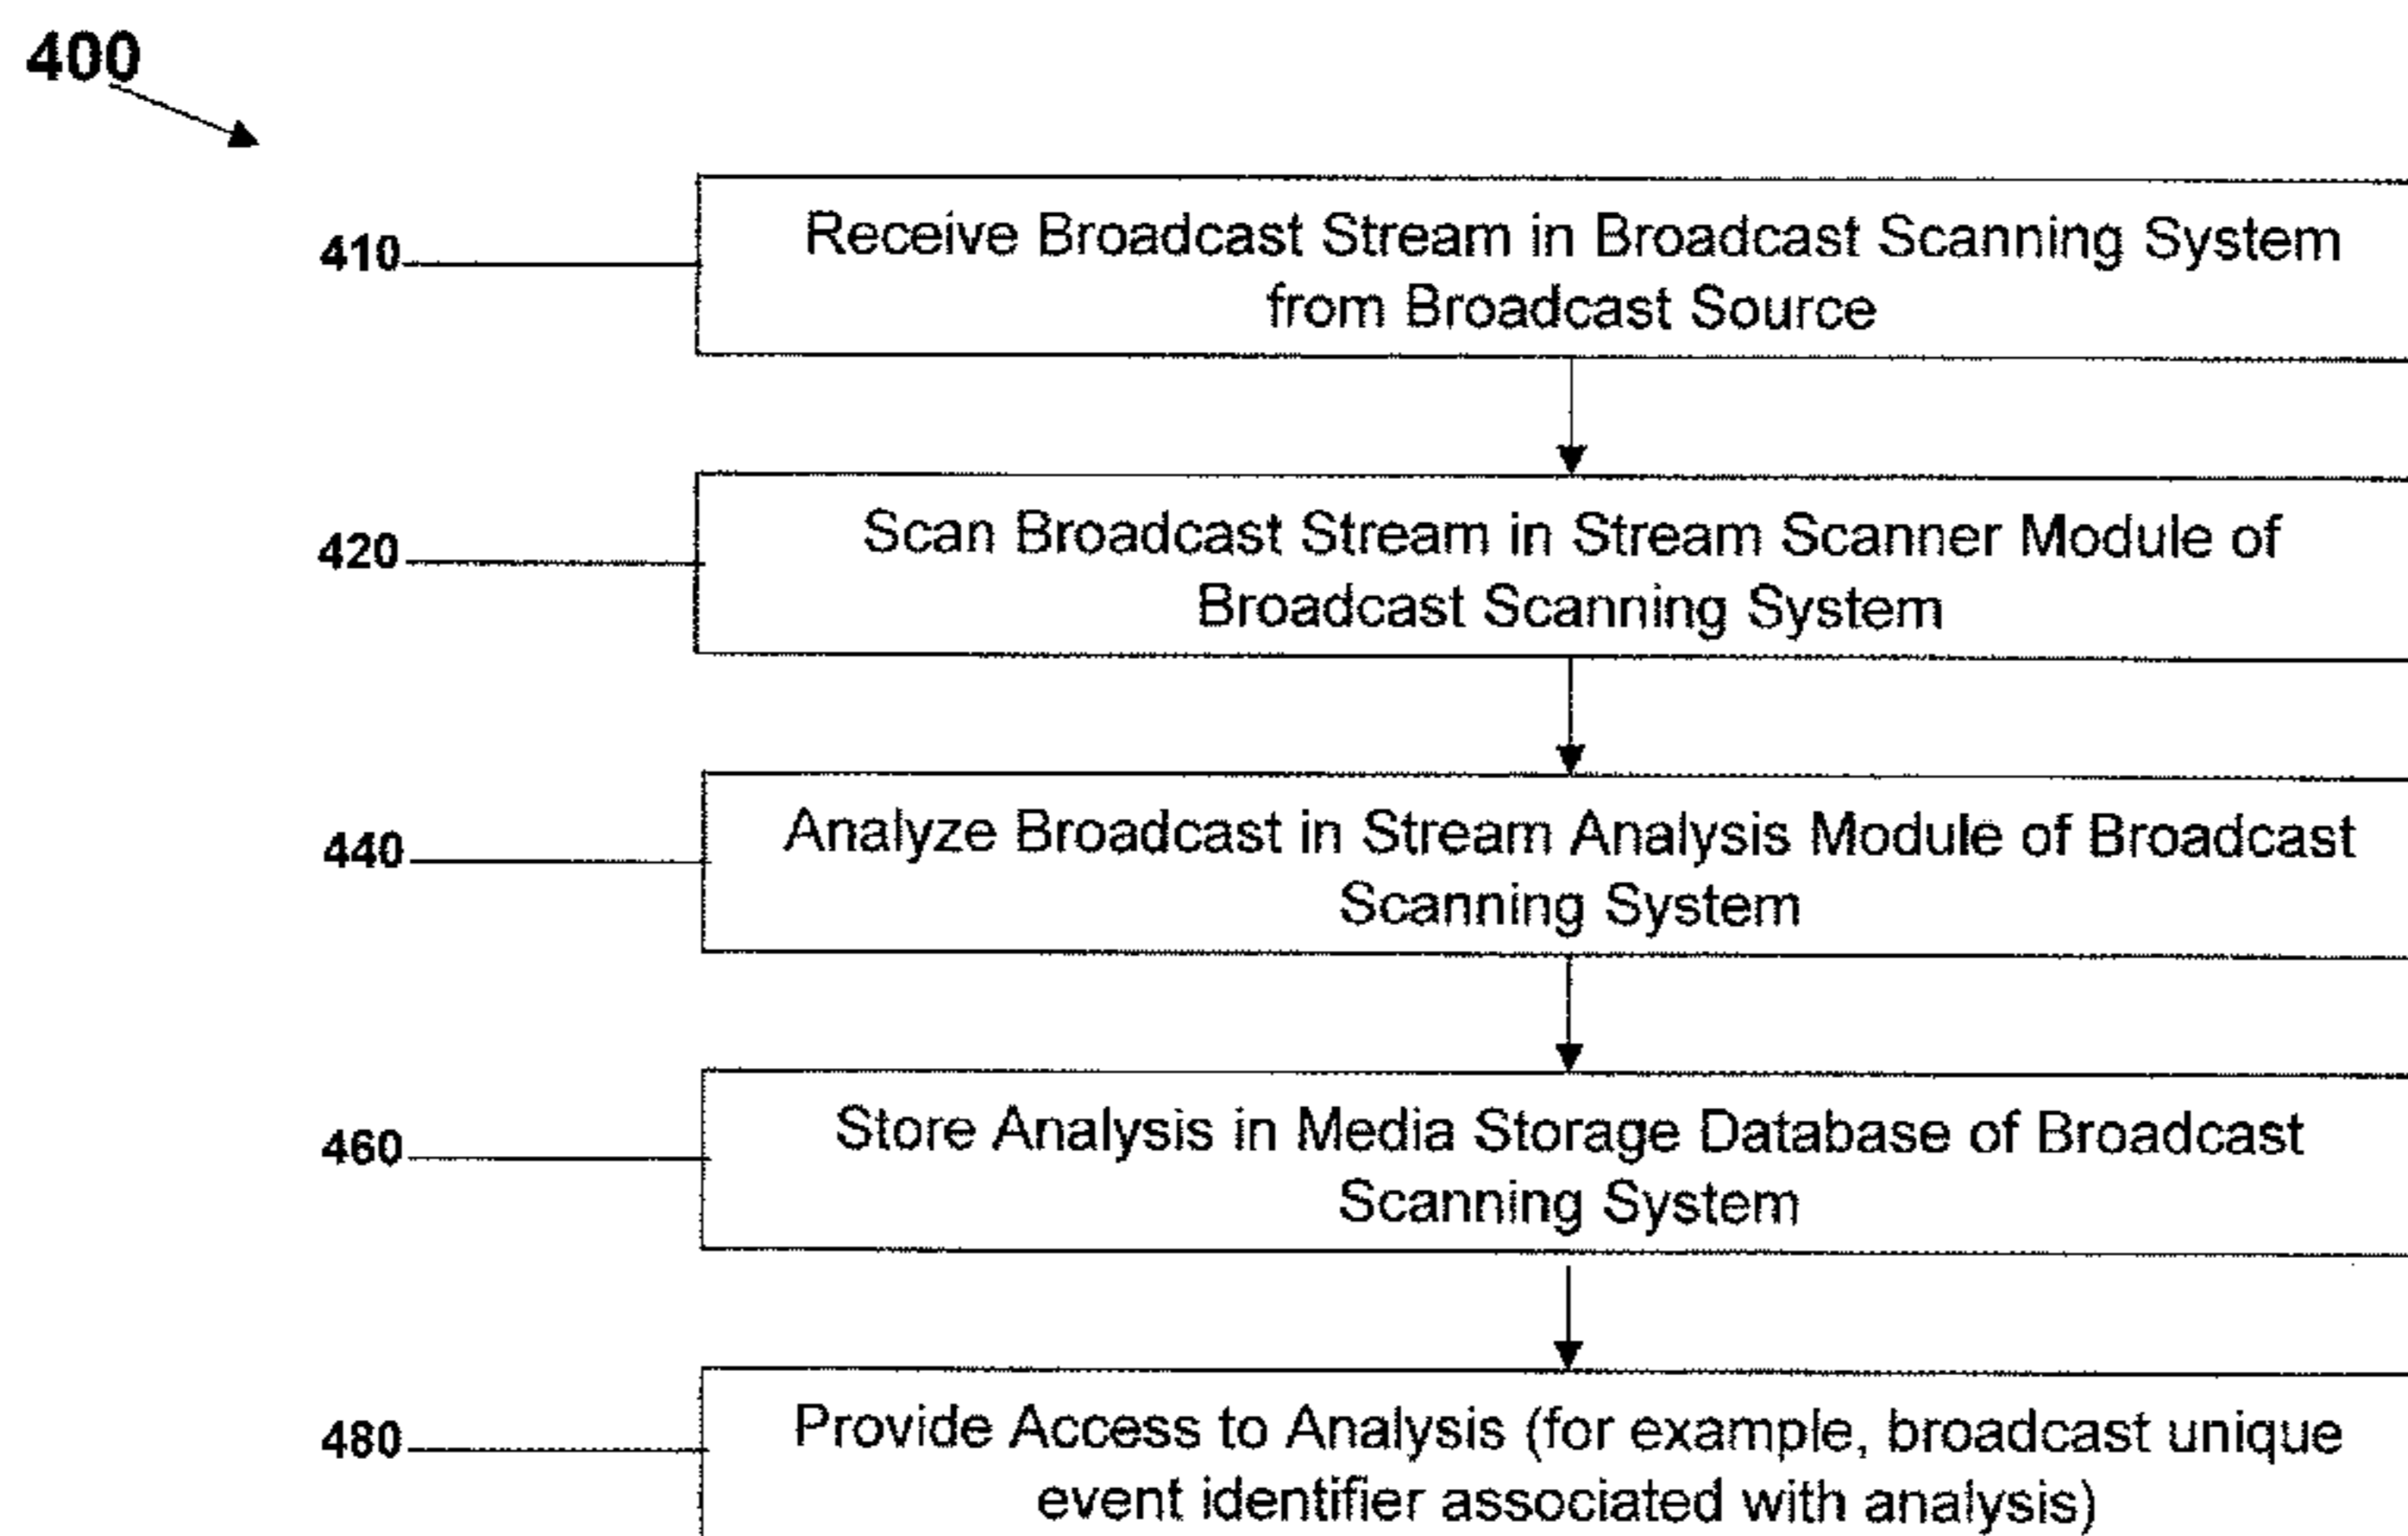 400
410
Receive Broadcast Stream in Broadcast Scanning System
from Broadcast Source
420
Scan Broadcast Stream in Stream Scanner Module of
Broadcast Scanning System
440
Analyze Broadcast in Stream Analysis Module of Broadcast
Scanning System
460
Store Analysis in Media Storage Database of Broadcast
Scanning System
480
Provide Access to Analysis (for example, broadcast unique
event identifier associated with analysis)